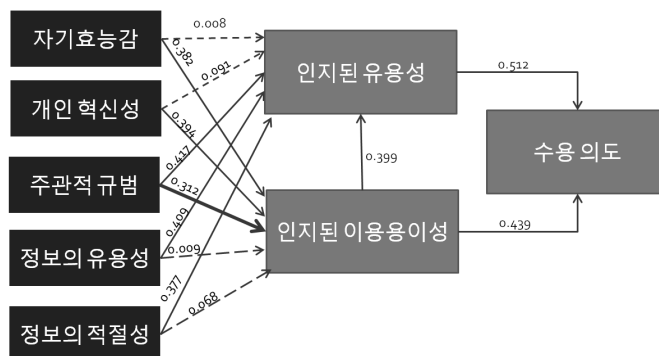 자기효능감
개인 혁신성
주관적 규범
정보의 유용성
정보의 적절성
0.008
0.382
0.091
0.394
0.417
0.312
0.409
0.009
0.377
0.068
인지된 유용성
0.399
인지된 이용용이성
0.512
수용 의도
0.439